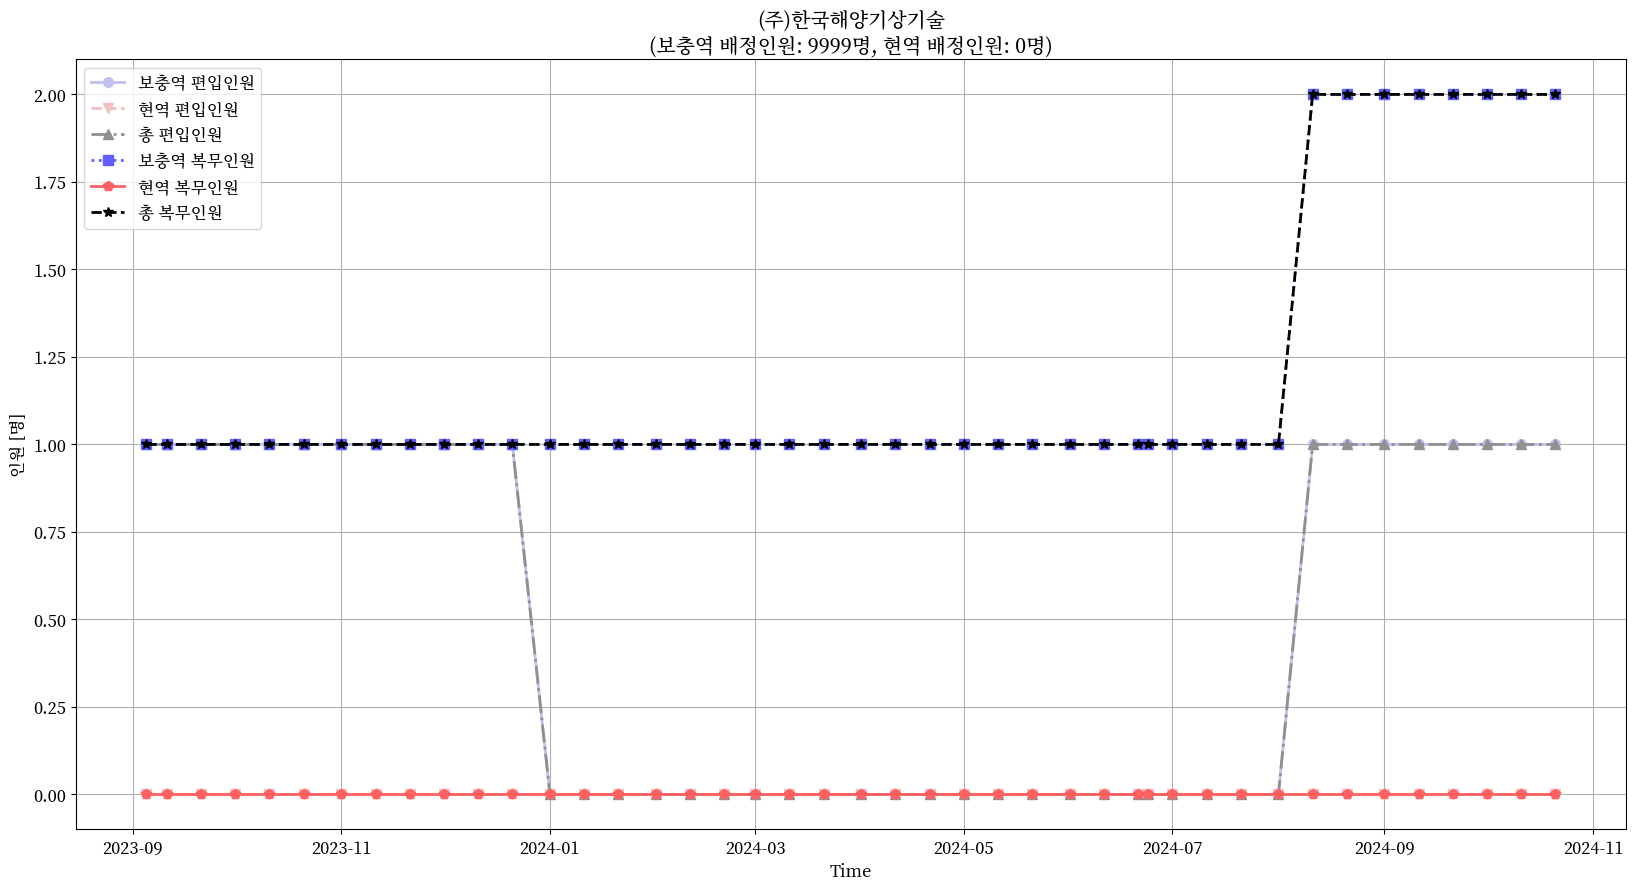 (주)한국해양기상기술
(보충역 배정인원: 9999명, 현역 배정인원: 0명)
보충역 편입인원
현역 편입인원
총 편입인원
보충역 복무인원
현역 복무인원
총 복무인원
2.00
1.75
1.50
1.25
1.00
0.75
0.50
0.25
0.00
인원 [명]
2023-09
2023-11
2024-01
2024-03
2024-05
2024-07
2024-09
2024-11
Time